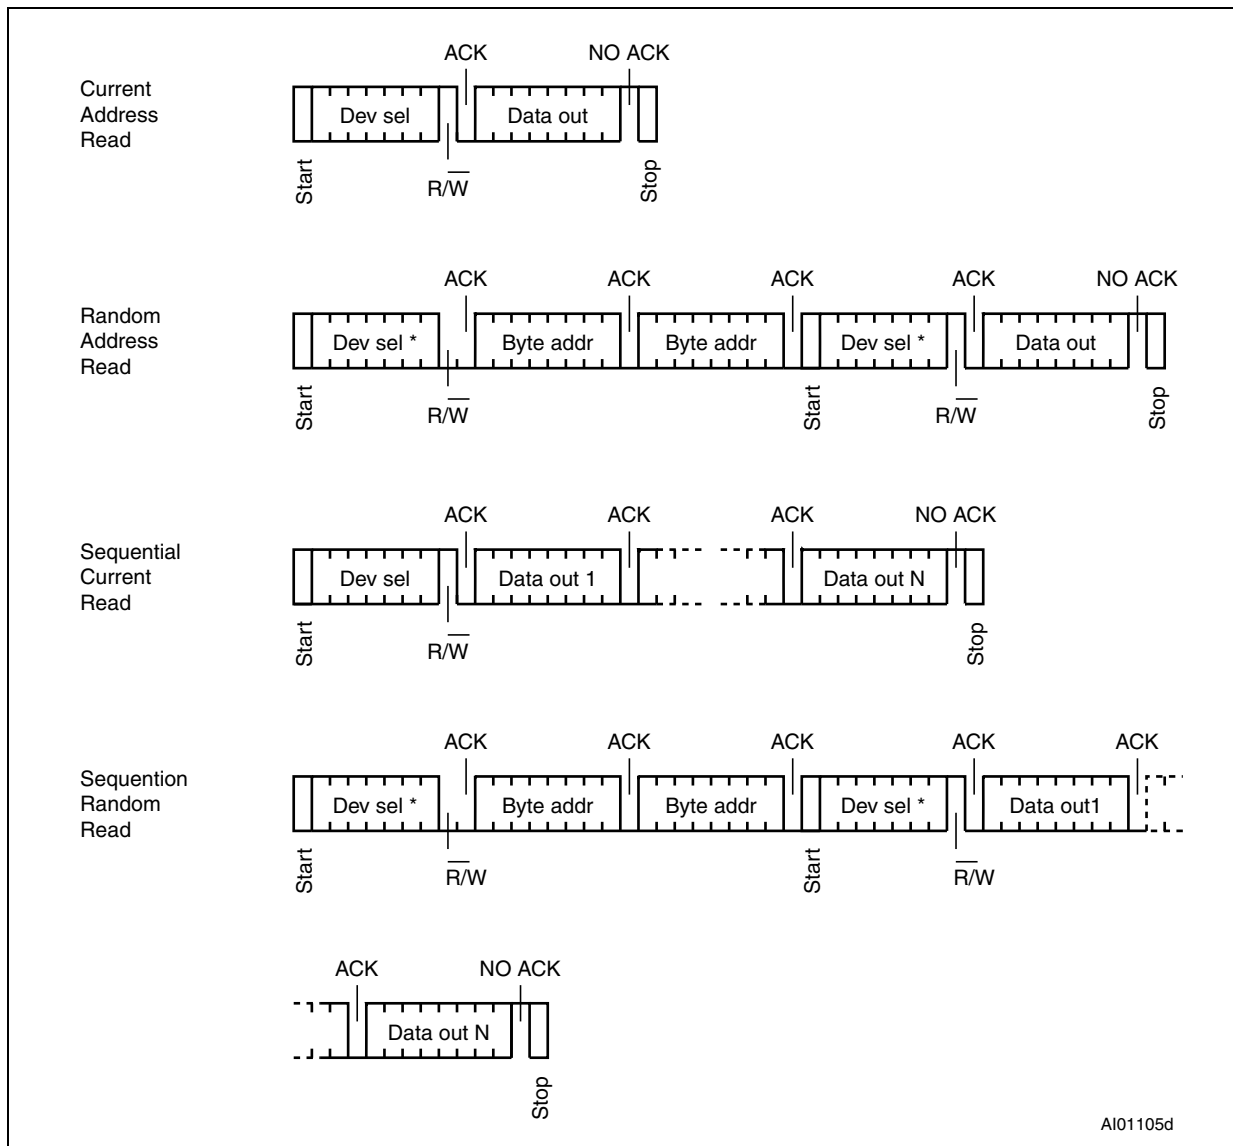 ACK NO ACK
Current
Address
Read
Dev sel Data out
Start R/W Stop
ACK ACK ACK ACK NO ACK
Random
Address
Read
Dev sel * Byte addr Byte addr Dev sel * Data out
Start R/W Start R/W Stop
ACK ACK ACK NO ACK
Sequential
Current
Read
Dev sel Data out 1 Data out N
Start R/W Stop
ACK ACK ACK ACK ACK
Sequention
Random
Read
Dev sel * Byte addr Byte addr Dev sel * Data out1
Start R/W Start R/W
ACK NO ACK
Data out N
Stop
AI01105d